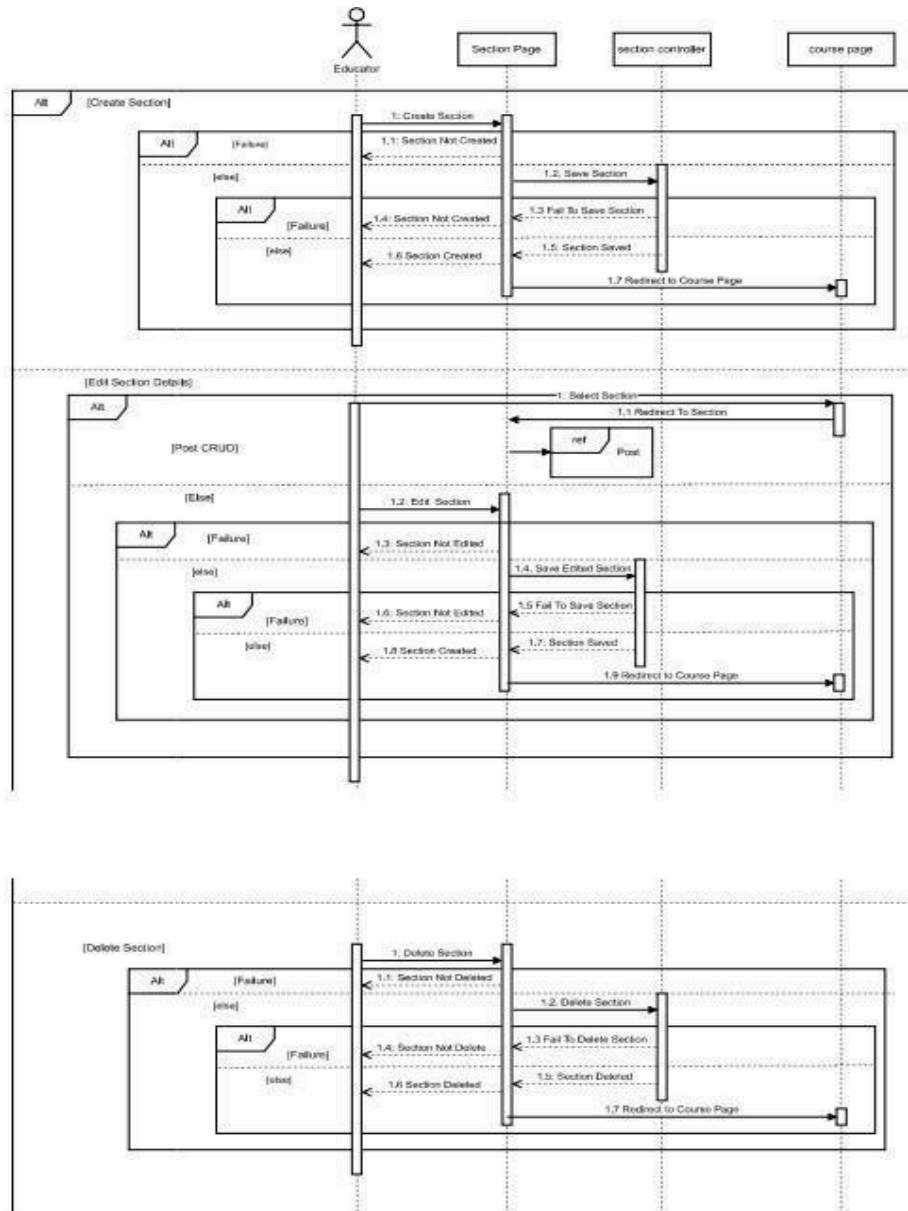 Educator
Section Page
section controller
course page
Alt
[Create Section]
1: Create Section
Alt
[Failure]
1.1: Section Not Created
[else]
1.2. Save Section
Alt
[Failure]
1.3 Fail To Save Section
1.4: Section Not Created
[else]
1.5: Section Saved
1.6 Section Created
1.7 Redirect to Course Page
[Edit Section Details]
Alt
1. Select Section
1.1 Redirect To Section
[Post CRUD]
ref
Post
[Else]
1.2: Edit Section
Alt
[Failure]
1.3: Section Not Edited
[else]
1.4. Save Edited Section
Alt
[Failure]
1.5 Fail To Save Section
1.6: Section Not Edited
[else]
1.7: Section Saved
1.8 Section Created
1.9 Redirect to Course Page
[Delete Section]
1. Delete Section
Alt
[Failure]
1.1: Section Not Deleted
[else]
1.2. Delete Section
Alt
[Failure]
1.3 Fail To Delete Section
1.4: Section Not Delete
[else]
1.5: Section Deleted
1.6 Section Deleted
1.7 Redirect to Course Page